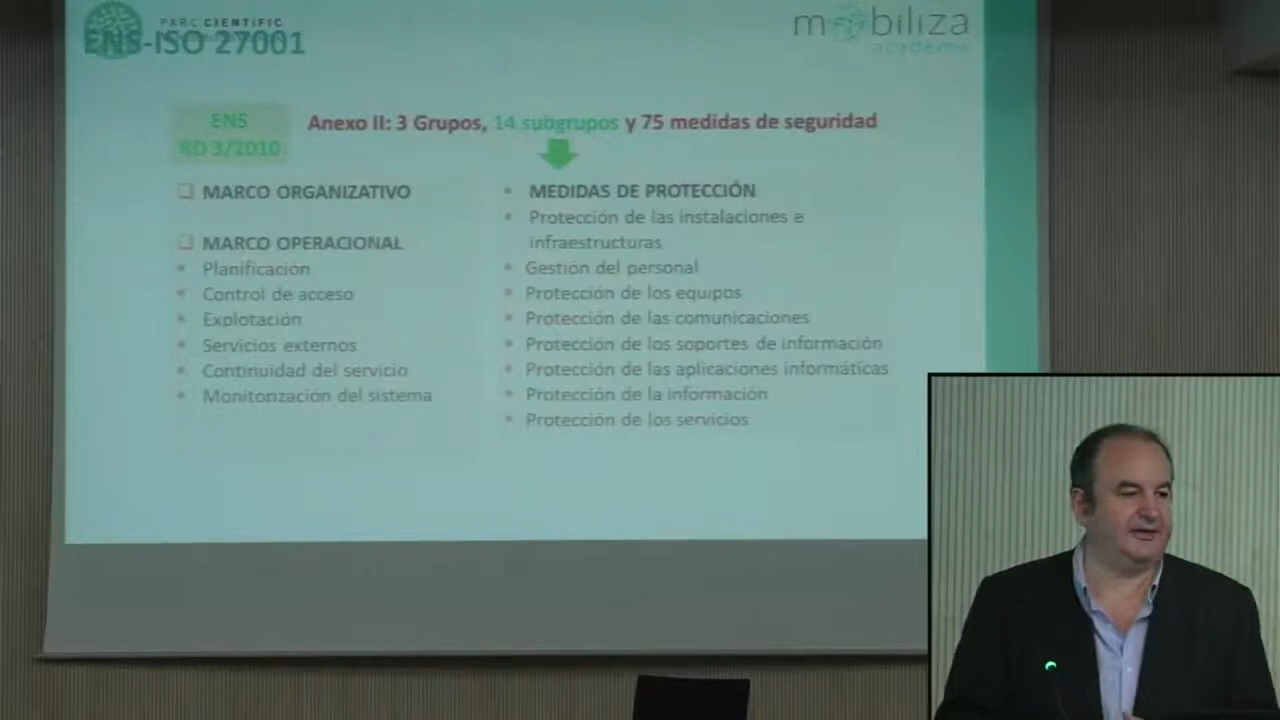 PARC CIENTÍFIC
ENS-ISO 27001
mobiliza
academy
ENS
RD 3/2010
Anexo II: 3 Grupos, 14 subgrupos y 75 medidas de seguridad
MARCO ORGANIZATIVO
MARCO OPERACIONAL
Planificación
Control de acceso
Explotación
Servicios externos
Continuidad del servicio
Monitorización del sistema
MEDIDAS DE PROTECCIÓN
Protección de las instalaciones e
infraestructuras
Gestión del personal
Protección de los equipos
Protección de las comunicaciones
Protección de los soportes de información
Protección de las aplicaciones informáticas
Protección de la información
Protección de los servicios